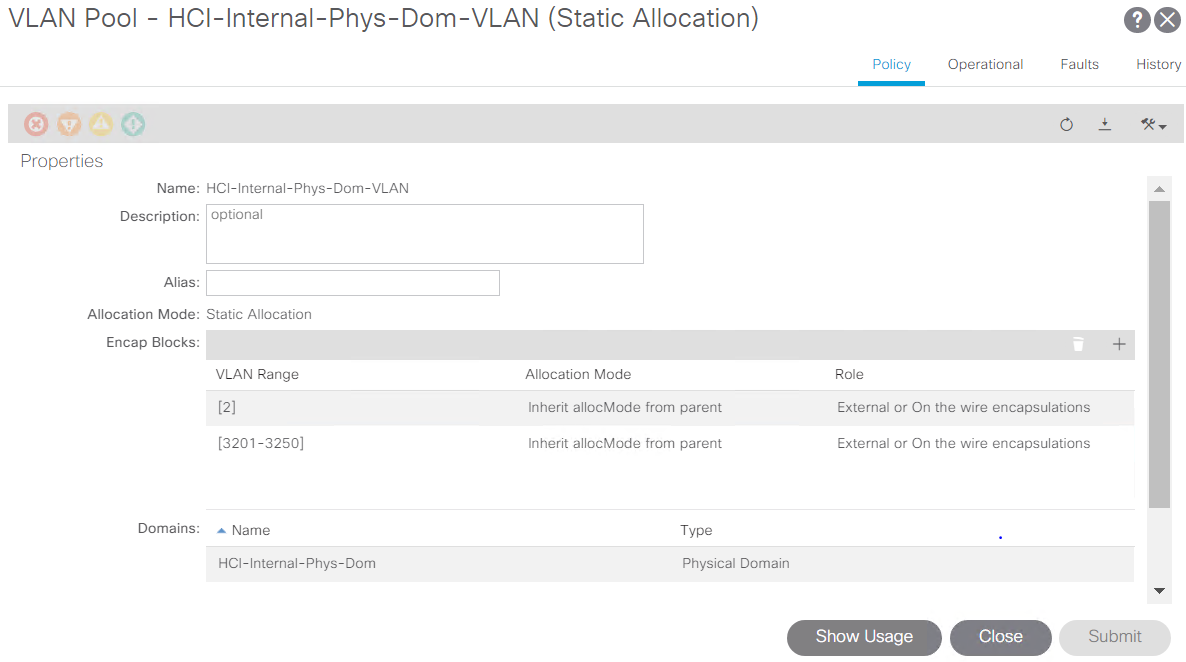 VLAN Pool - HCI-Internal-Phys-Dom-VLAN (Static Allocation)
Policy Operational Faults History
Properties
Name: HCI-Internal-Phys-Dom-VLAN
Description: optional
Alias:
Allocation Mode: Static Allocation
Encap Blocks:
VLAN Range Allocation Mode Role
[2] Inherit allocMode from parent External or On the wire encapsulations
[3201-3250] Inherit allocMode from parent External or On the wire encapsulations
Domains: Name Type
HCI-Internal-Phys-Dom Physical Domain
Show Usage Close Submit